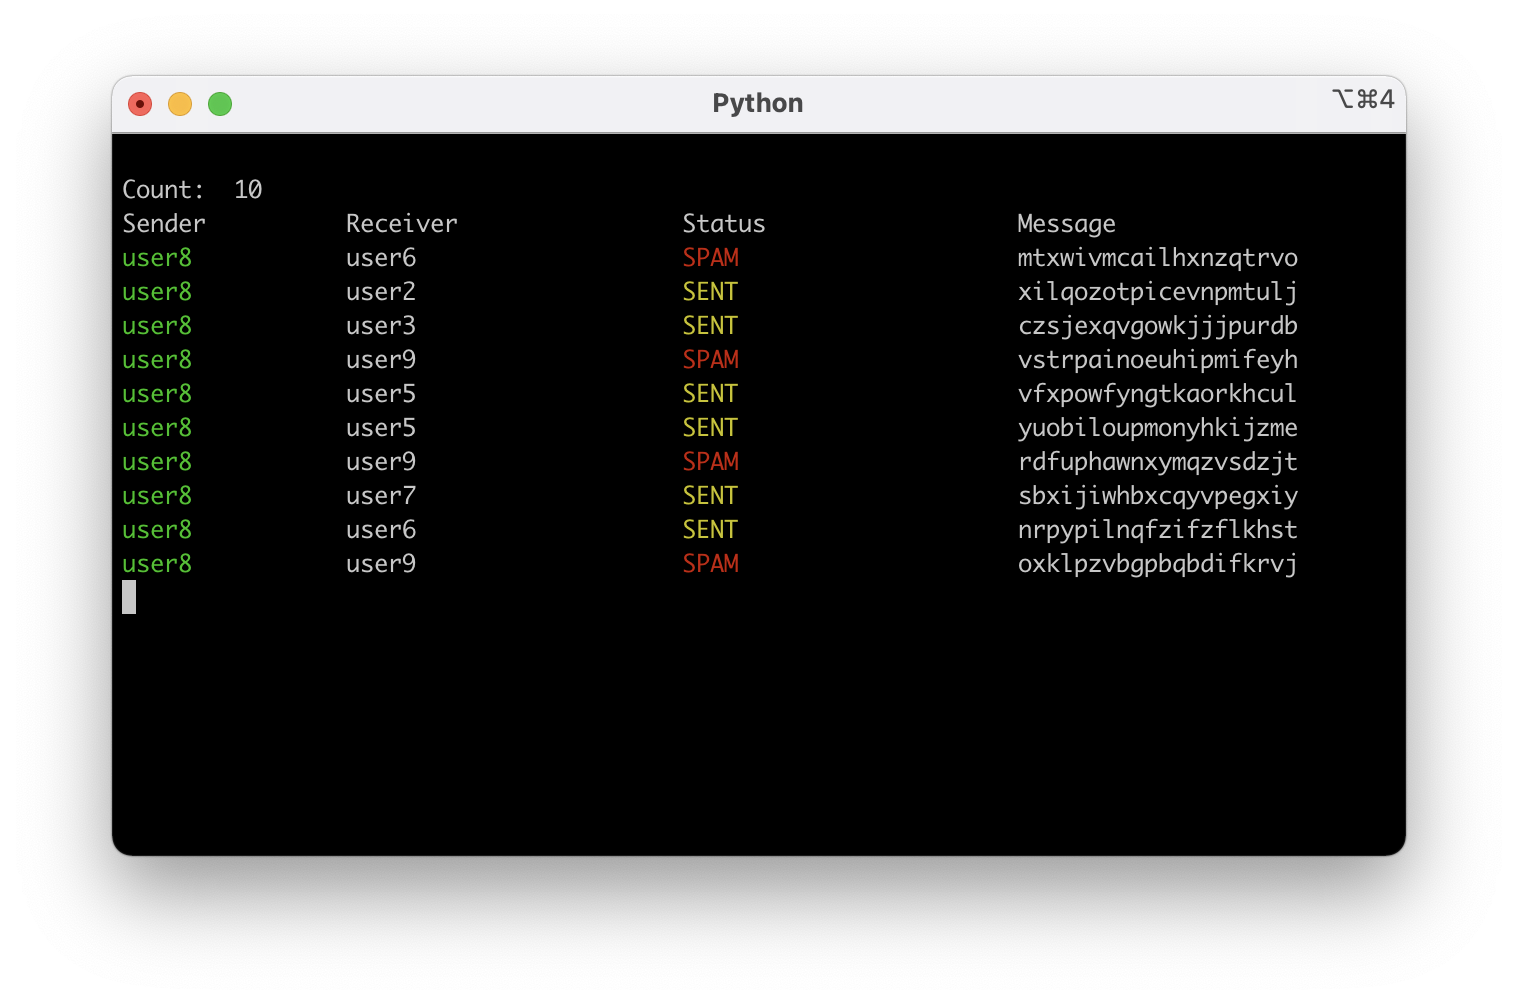 Python ⌥⌘4
Count: 10
Sender Receiver Status Message
user8 user6 SPAM mtxwivmcailhxnzqtrvo
user8 user2 SENT xilqozotpicevnpmtulj
user8 user3 SENT czsjexqvgowkjjjpurdb
user8 user9 SPAM vstrpainoeuhipmifeyh
user8 user5 SENT vfxpowfyngtkaorkhcul
user8 user5 SENT yuobiloupmonyhkijzme
user8 user9 SPAM rdfuphawnxymqzvsdzjt
user8 user7 SENT sbxijiwhbxcqyvpegxiy
user8 user6 SENT nrpypilnqfzifzflkhst
user8 user9 SPAM oxklpzvbgpbqbdifkrvj